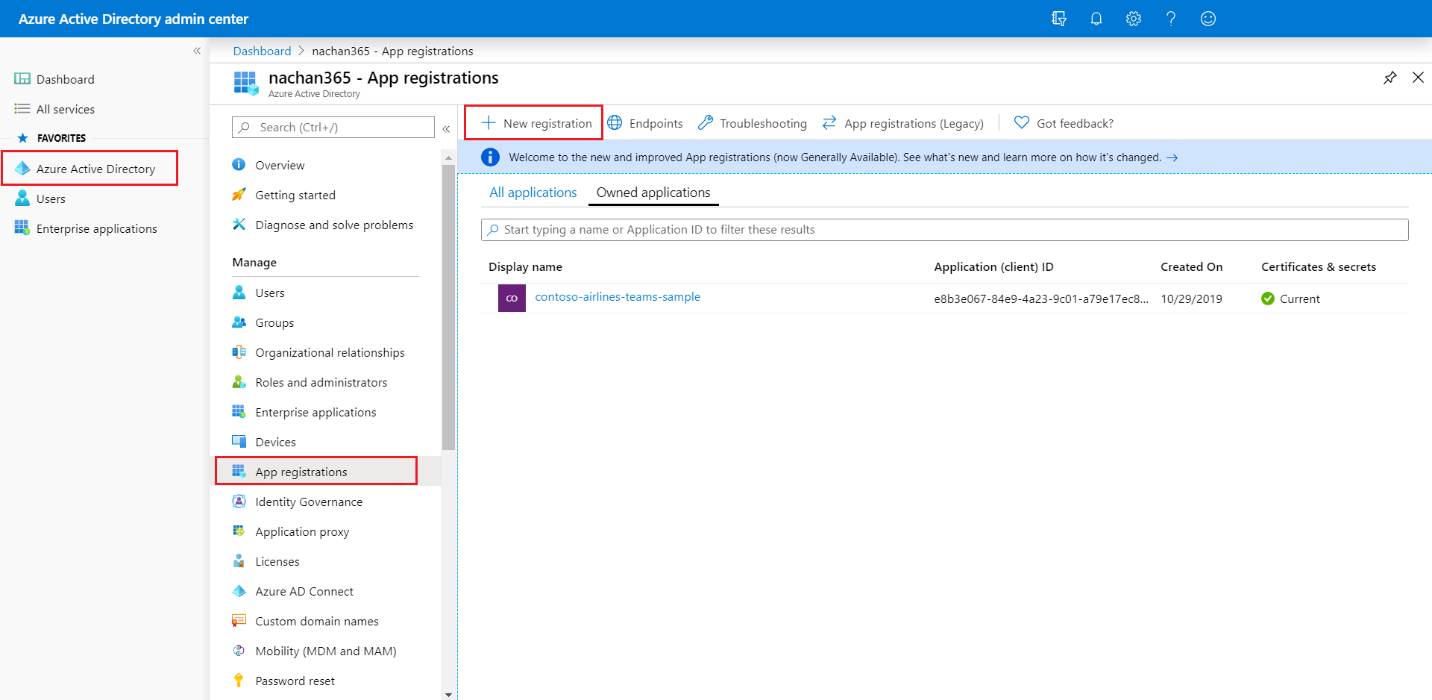 Azure Active Directory admin center
Dashboard
All services
FAVORITES
Azure Active Directory
Users
Enterprise applications
Dashboard > nachan365 - App registrations
nachan365 - App registrations
Azure Active Directory
Search (Ctrl+/)
Overview
Getting started
Diagnose and solve problems
Manage
Users
Groups
Organizational relationships
Roles and administrators
Enterprise applications
Devices
App registrations
Identity Governance
Application proxy
Licenses
Azure AD Connect
Custom domain names
Mobility (MDM and MAM)
Password reset
New registration Endpoints Troubleshooting App registrations (Legacy) Got feedback?
Welcome to the new and improved App registrations (now Generally Available). See what's new and learn more on how it's changed. →
All applications Owned applications
Start typing a name or Application ID to filter these results
Display name Application (client) ID Created On Certificates & secrets
CO contoso-airlines-teams-sample e8b3e067-84e9-4a23-9c01-a79e17ec8... 10/29/2019 Current